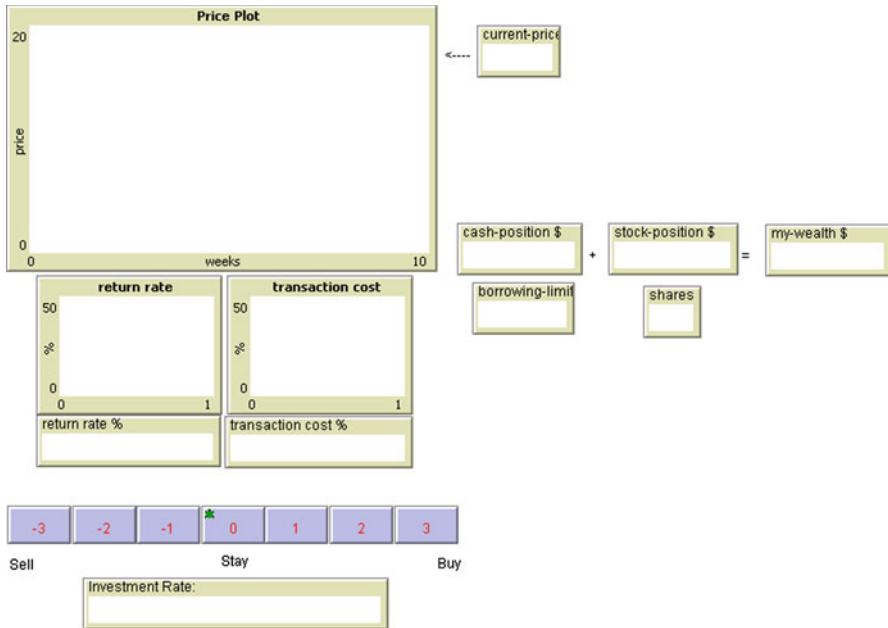 Price Plot
20
price
0
0 weeks 10
<---- current-price
cash-position $ + stock-position $ = my-wealth $
borrowing-limit shares
return rate
50
%
0
0 1
return rate %
transaction cost
50
%
0
0 1
transaction cost %
-3 -2 -1 * 0 1 2 3
Sell Stay Buy
Investment Rate: